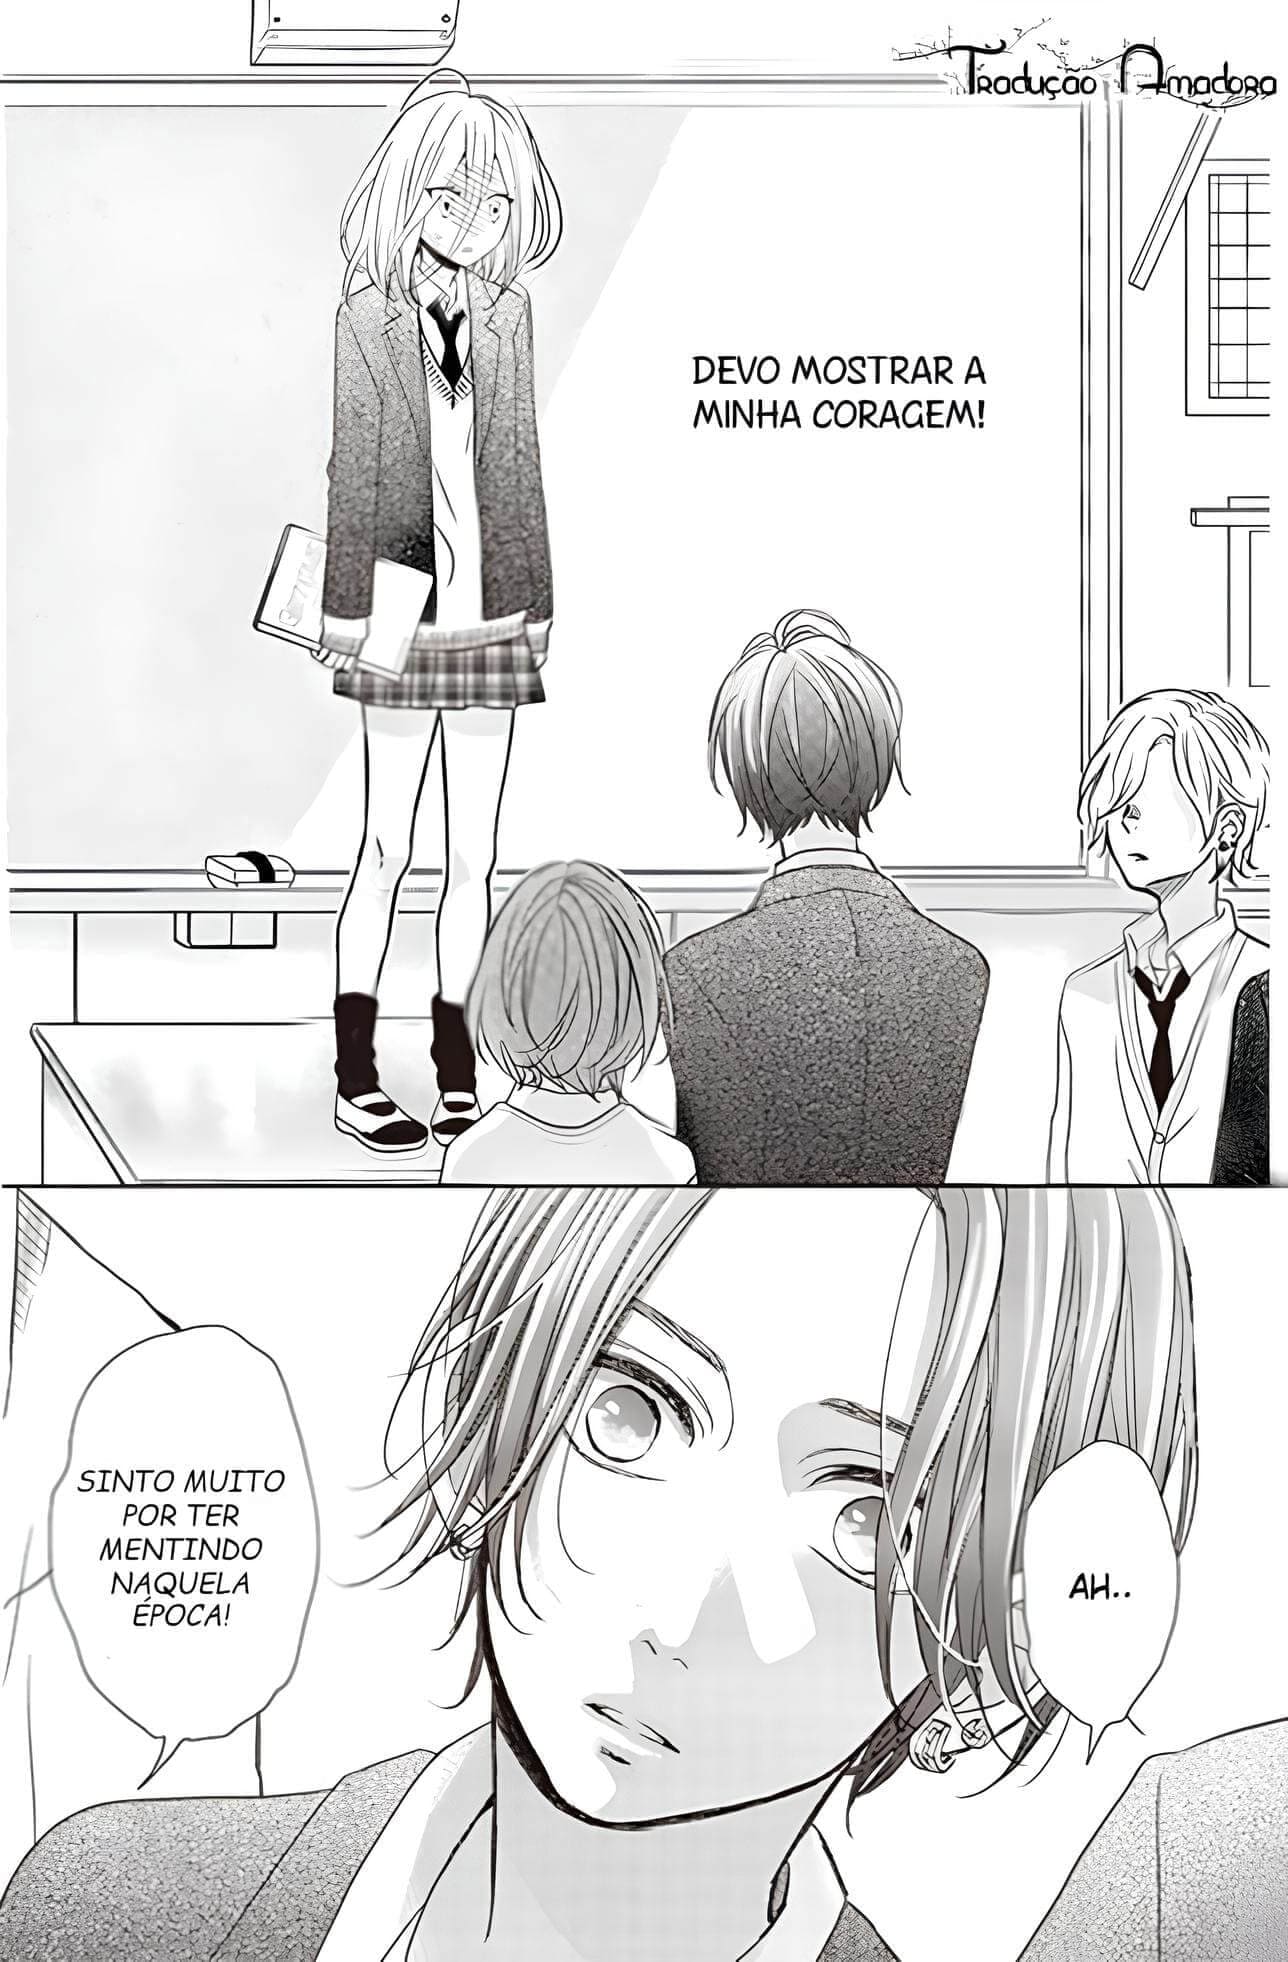 Tradução Amadora
DEVO MOSTRAR A
MINHA CORAGEM!
SINTO MUITO
POR TER
MENTINDO
NAQUELA
ÉPOCA!
AH..